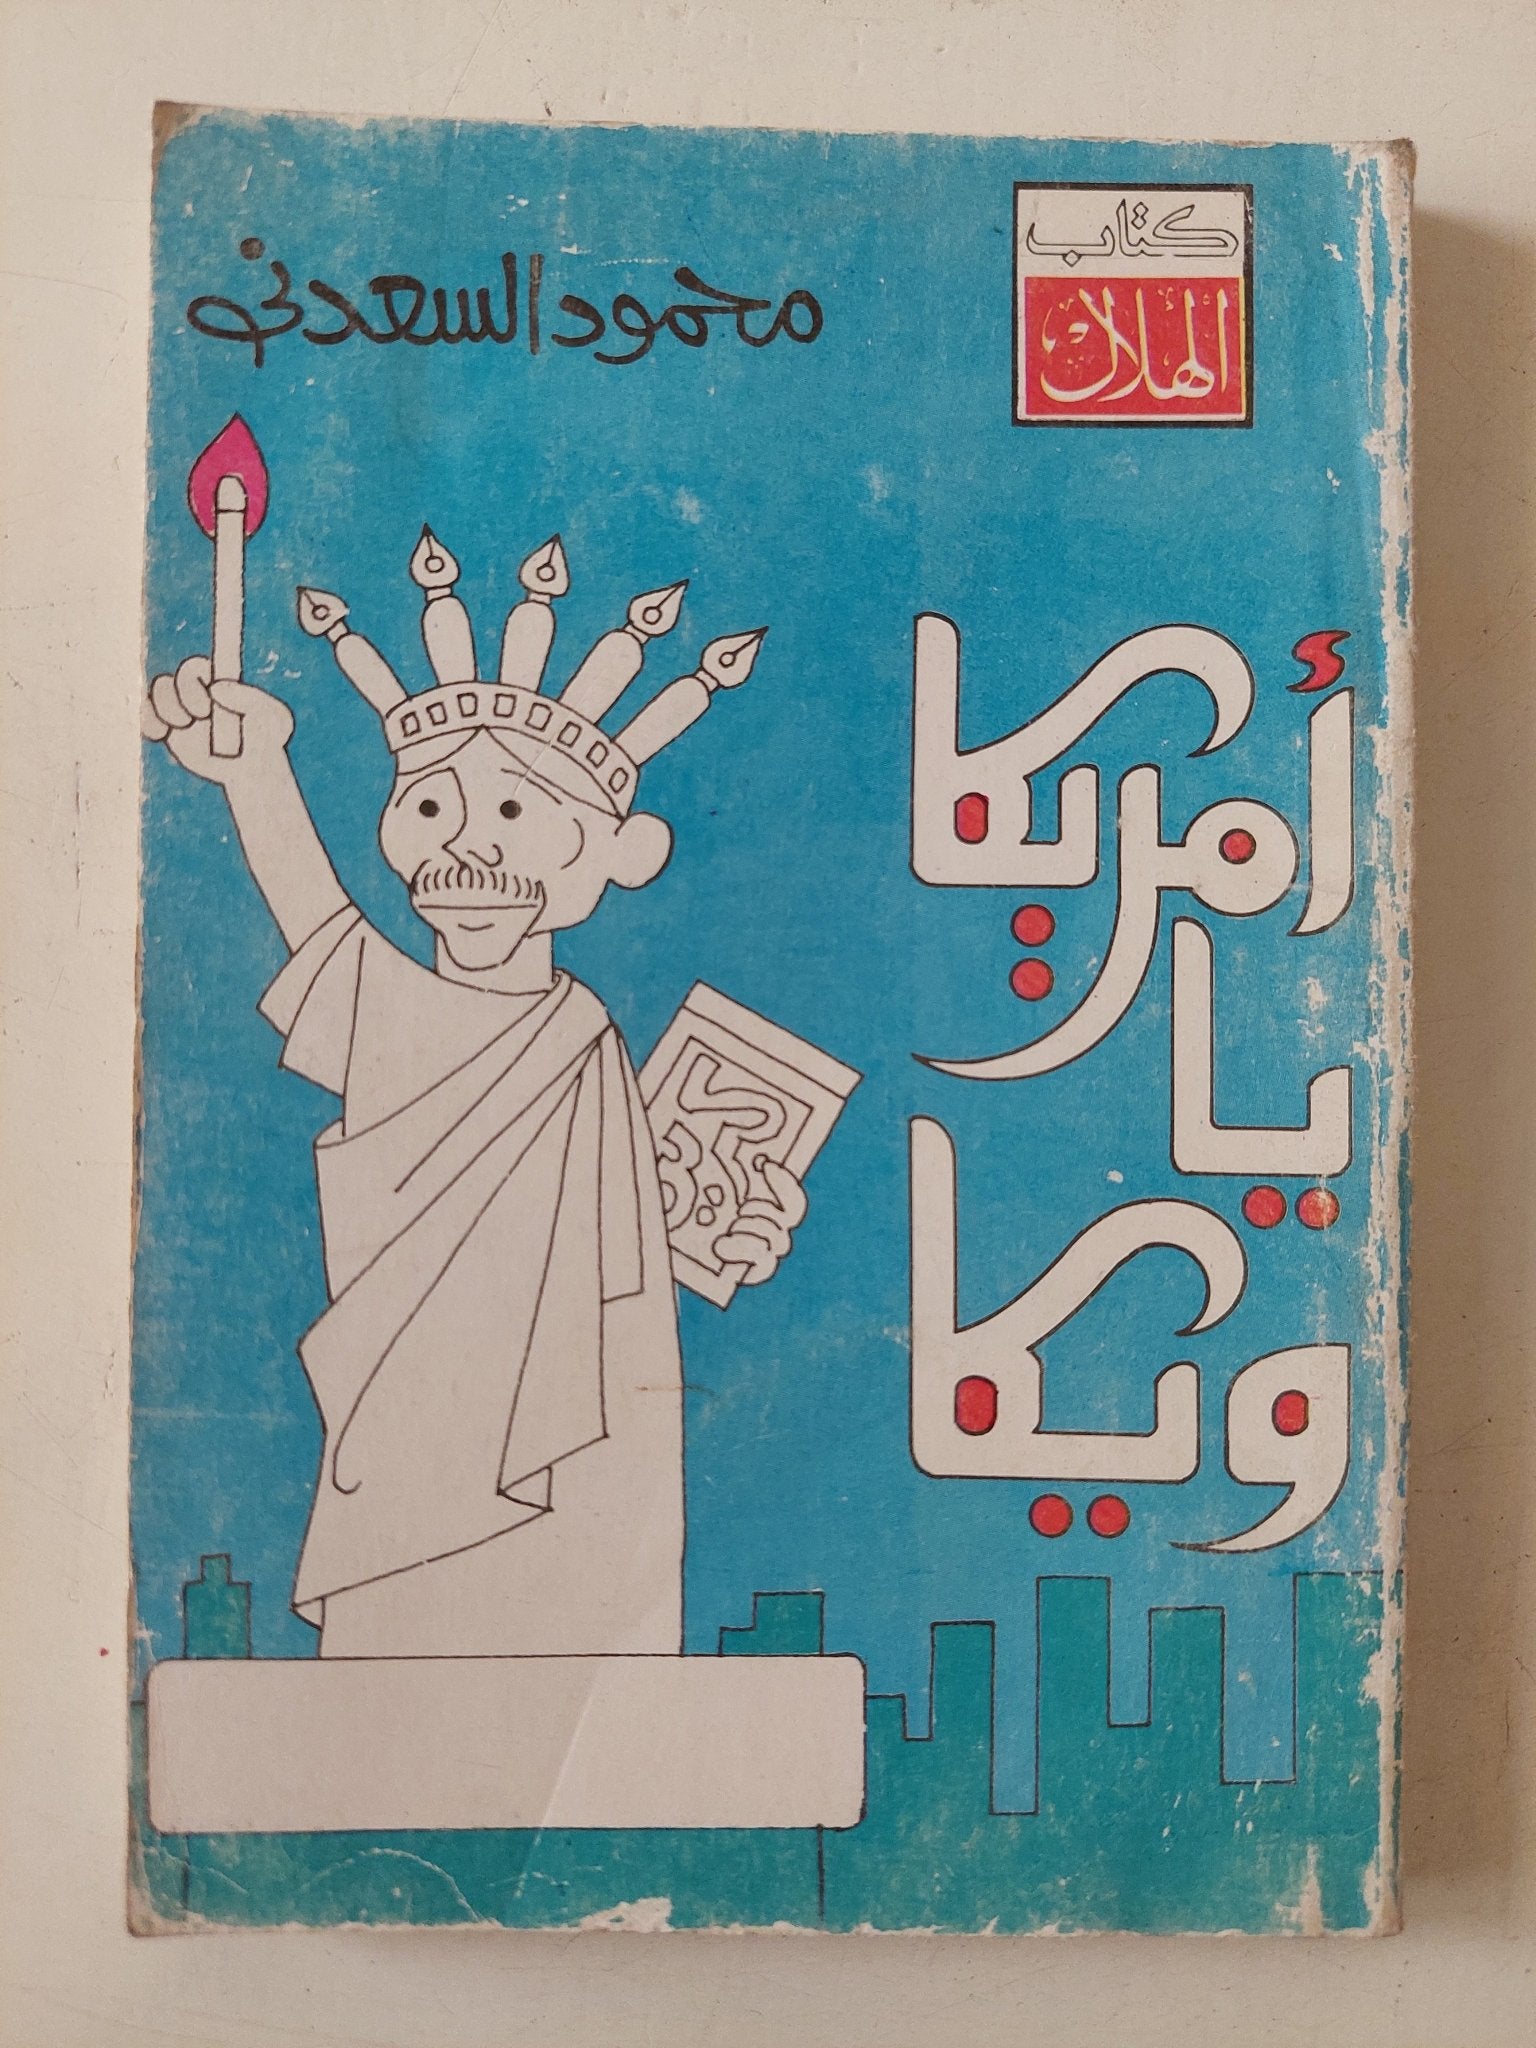 كتاب
الهلال
محمود السعدني
أمريكا
يا
ويكا